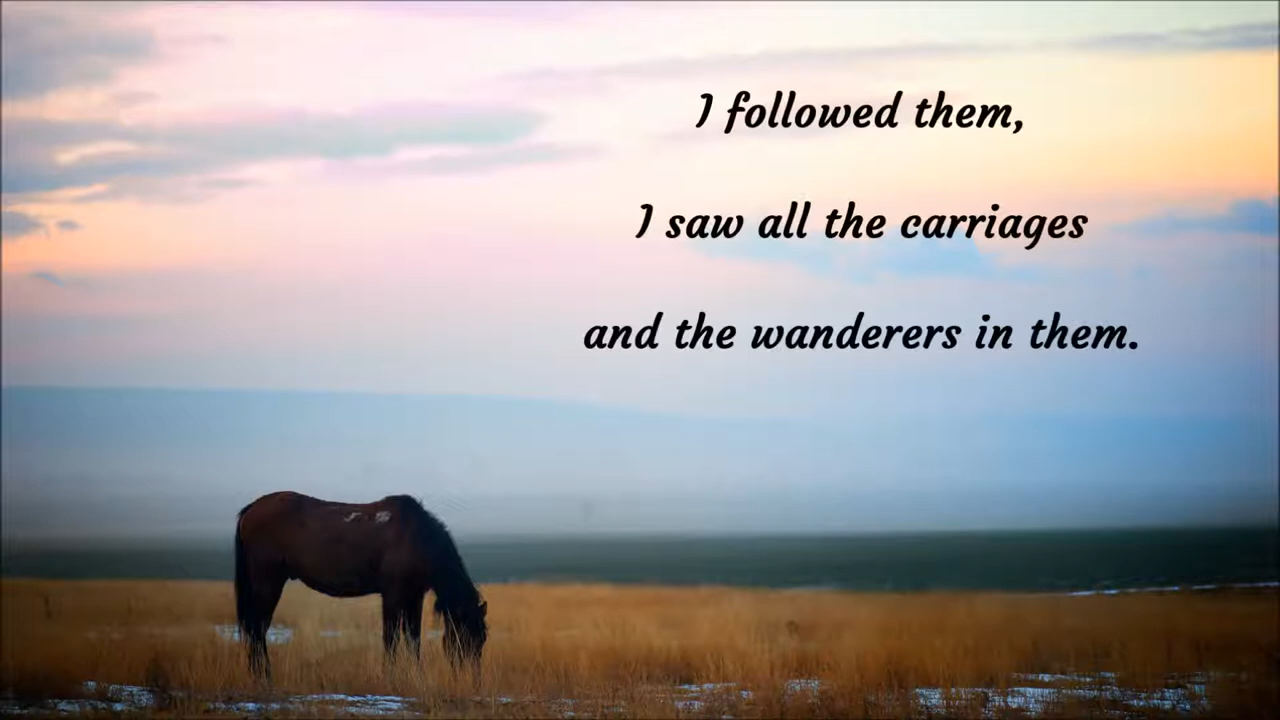 I followed them,
I saw all the carriages
and the wanderers in them.